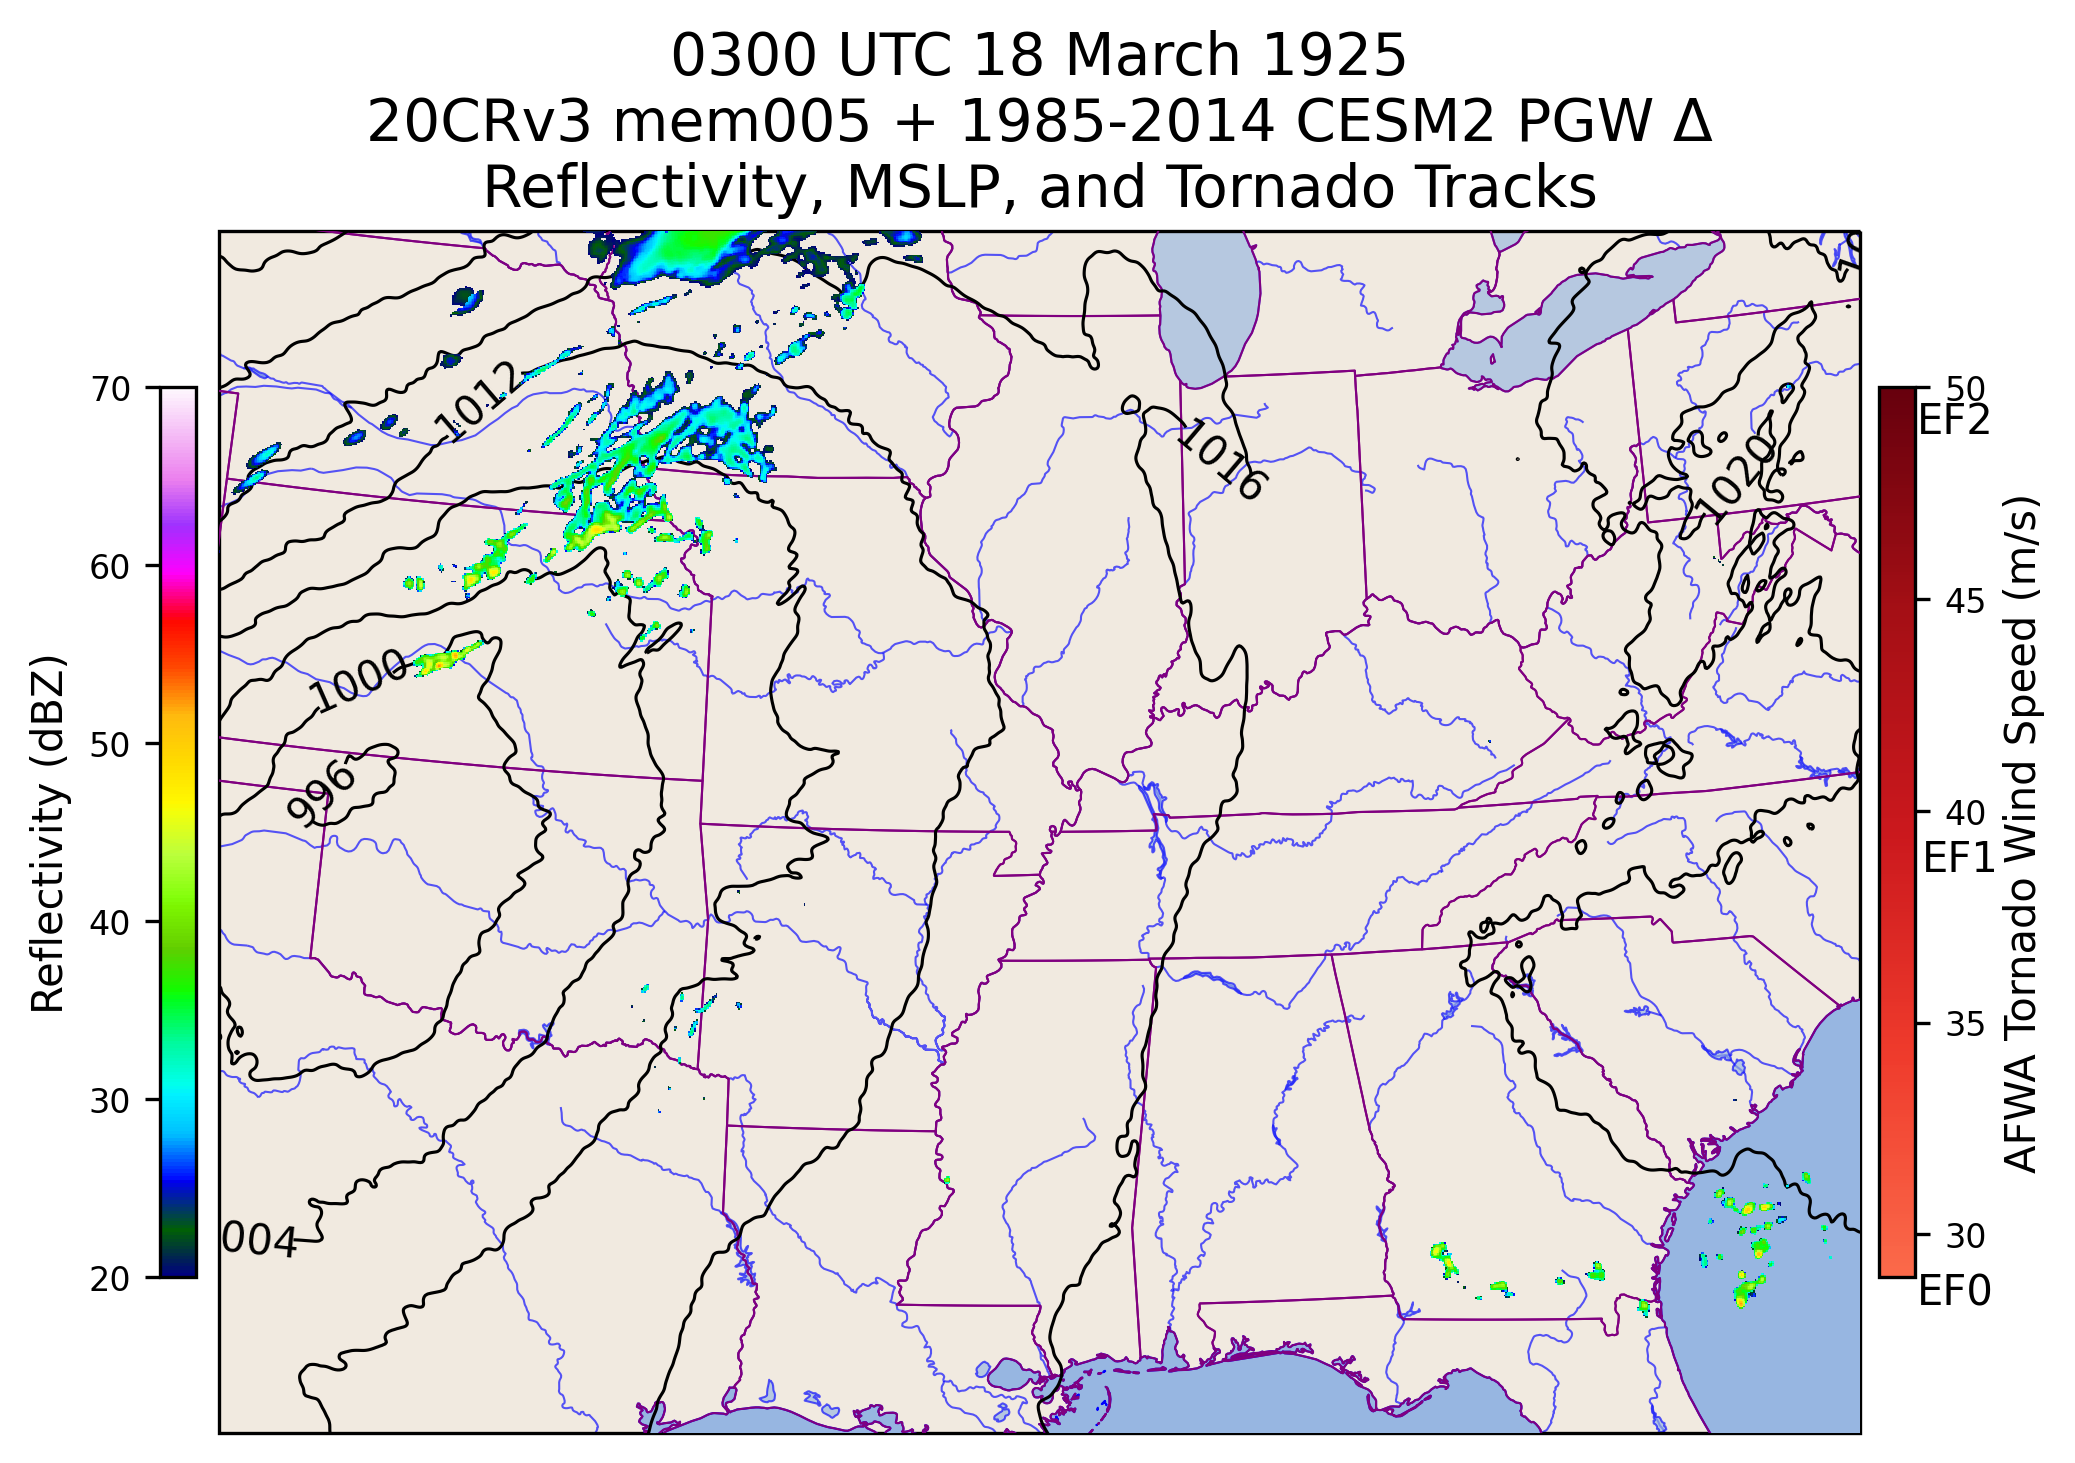 0300 UTC 18 March 1925
20CRv3 mem005 + 1985-2014 CESM2 PGW Δ
Reflectivity, MSLP, and Tornado Tracks
1012
1016
1020
1000
996
004
Reflectivity (dBZ)
70
60
50
40
30
20
50
EF2
45
40
EF1
35
30
EF0
AFWA Tornado Wind Speed (m/s)